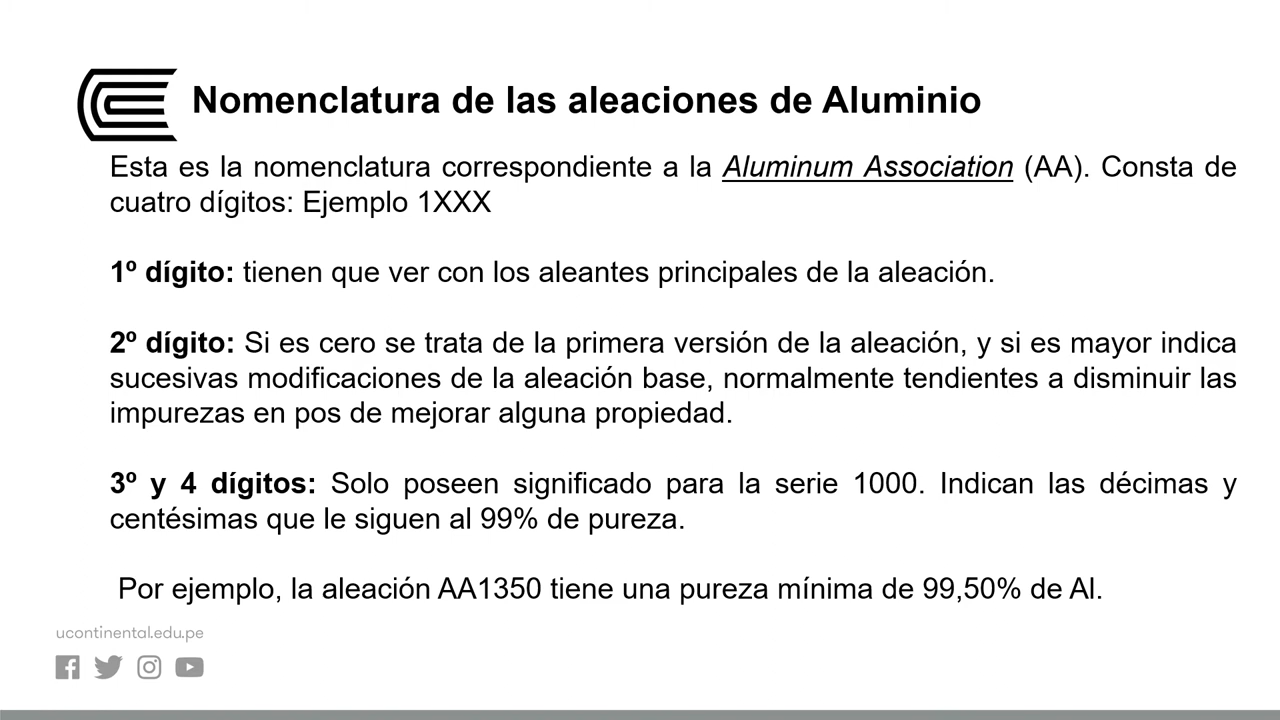 Nomenclatura de las aleaciones de Aluminio
Esta es la nomenclatura correspondiente a la Aluminum Association (AA). Consta de
cuatro dígitos: Ejemplo 1XXX
1º dígito: tienen que ver con los aleantes principales de la aleación.
2º dígito: Si es cero se trata de la primera versión de la aleación, y si es mayor indica
sucesivas modificaciones de la aleación base, normalmente tendientes a disminuir las
impurezas en pos de mejorar alguna propiedad.
3º y 4 dígitos: Solo poseen significado para la serie 1000. Indican las décimas y
centésimas que le siguen al 99% de pureza.
Por ejemplo, la aleación AA1350 tiene una pureza mínima de 99,50% de Al.
ucontinental.edu.pe